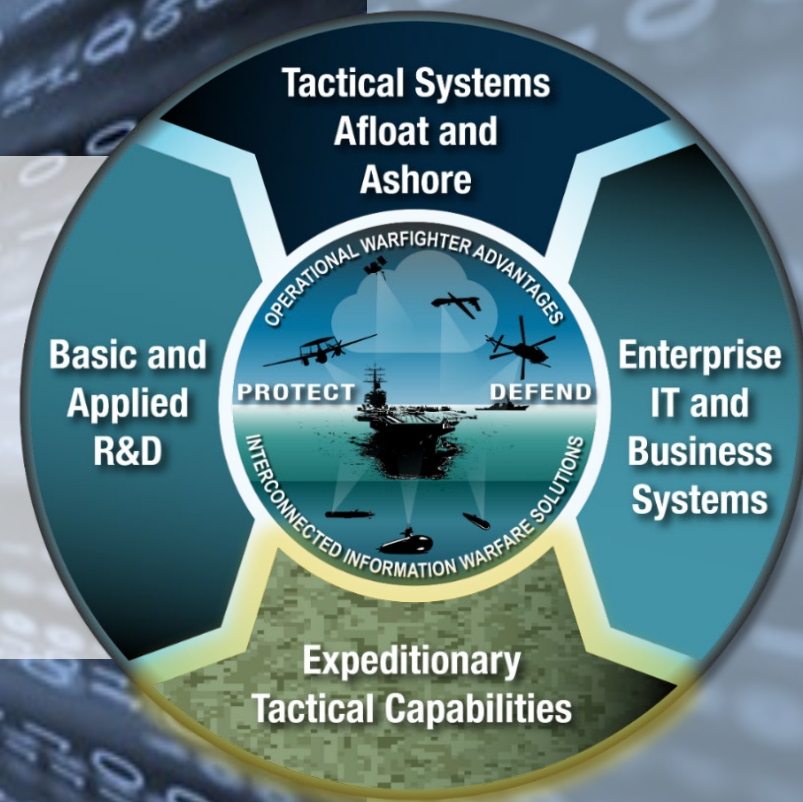 Tactical Systems
Afloat and
Ashore
OPERATIONAL WARFIGHTER ADVANTAGES
Basic and
Applied
R&D
PROTECT
DEFEND
Enterprise
IT and
Business
Systems
INTERCONNECTED INFORMATION WARFARE SOLUTIONS
Expeditionary
Tactical Capabilities